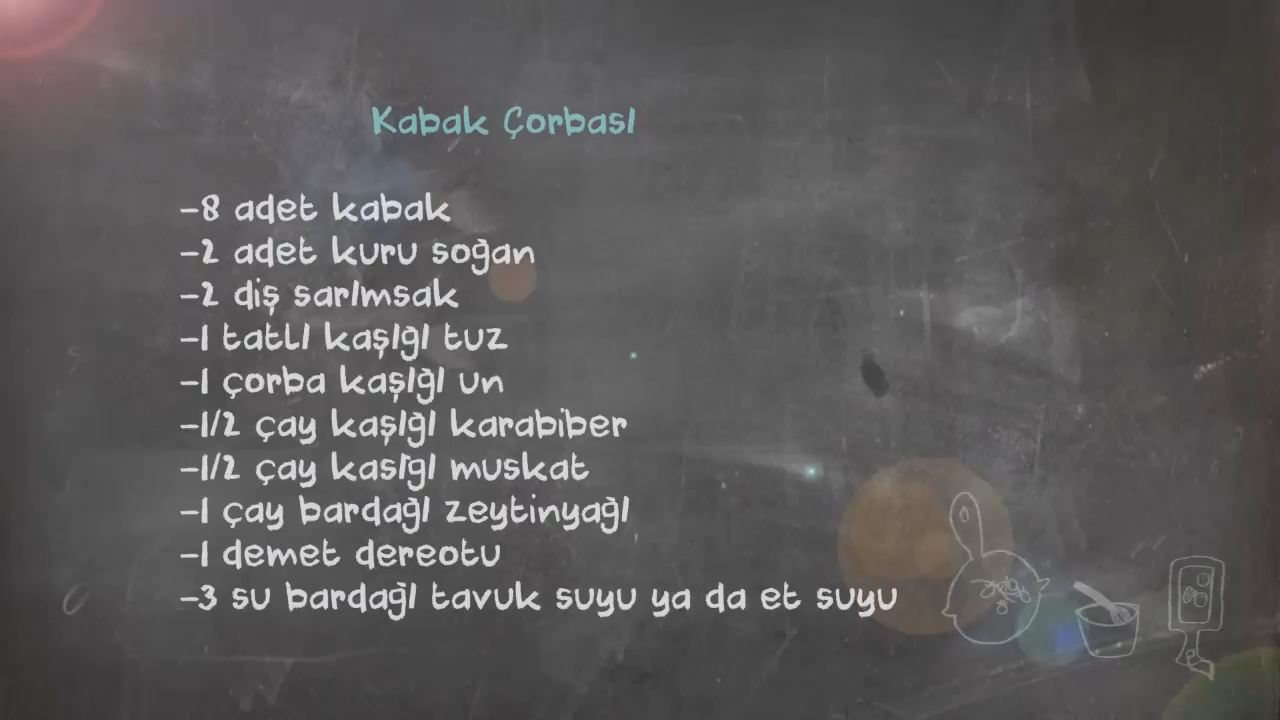 Kabak Çorbası
-8 adet kabak
-2 adet kuru soğan
-2 diş sarımsak
-1 tatlı kaşığı tuz
-1 çorba kaşığı un
-1/2 çay kaşığı karabiber
-1/2 çay kasığı muskat
-1 çay bardağı zeytinyağı
-1 demet dereotu
-3 su bardağı tavuk suyu ya da et suyu